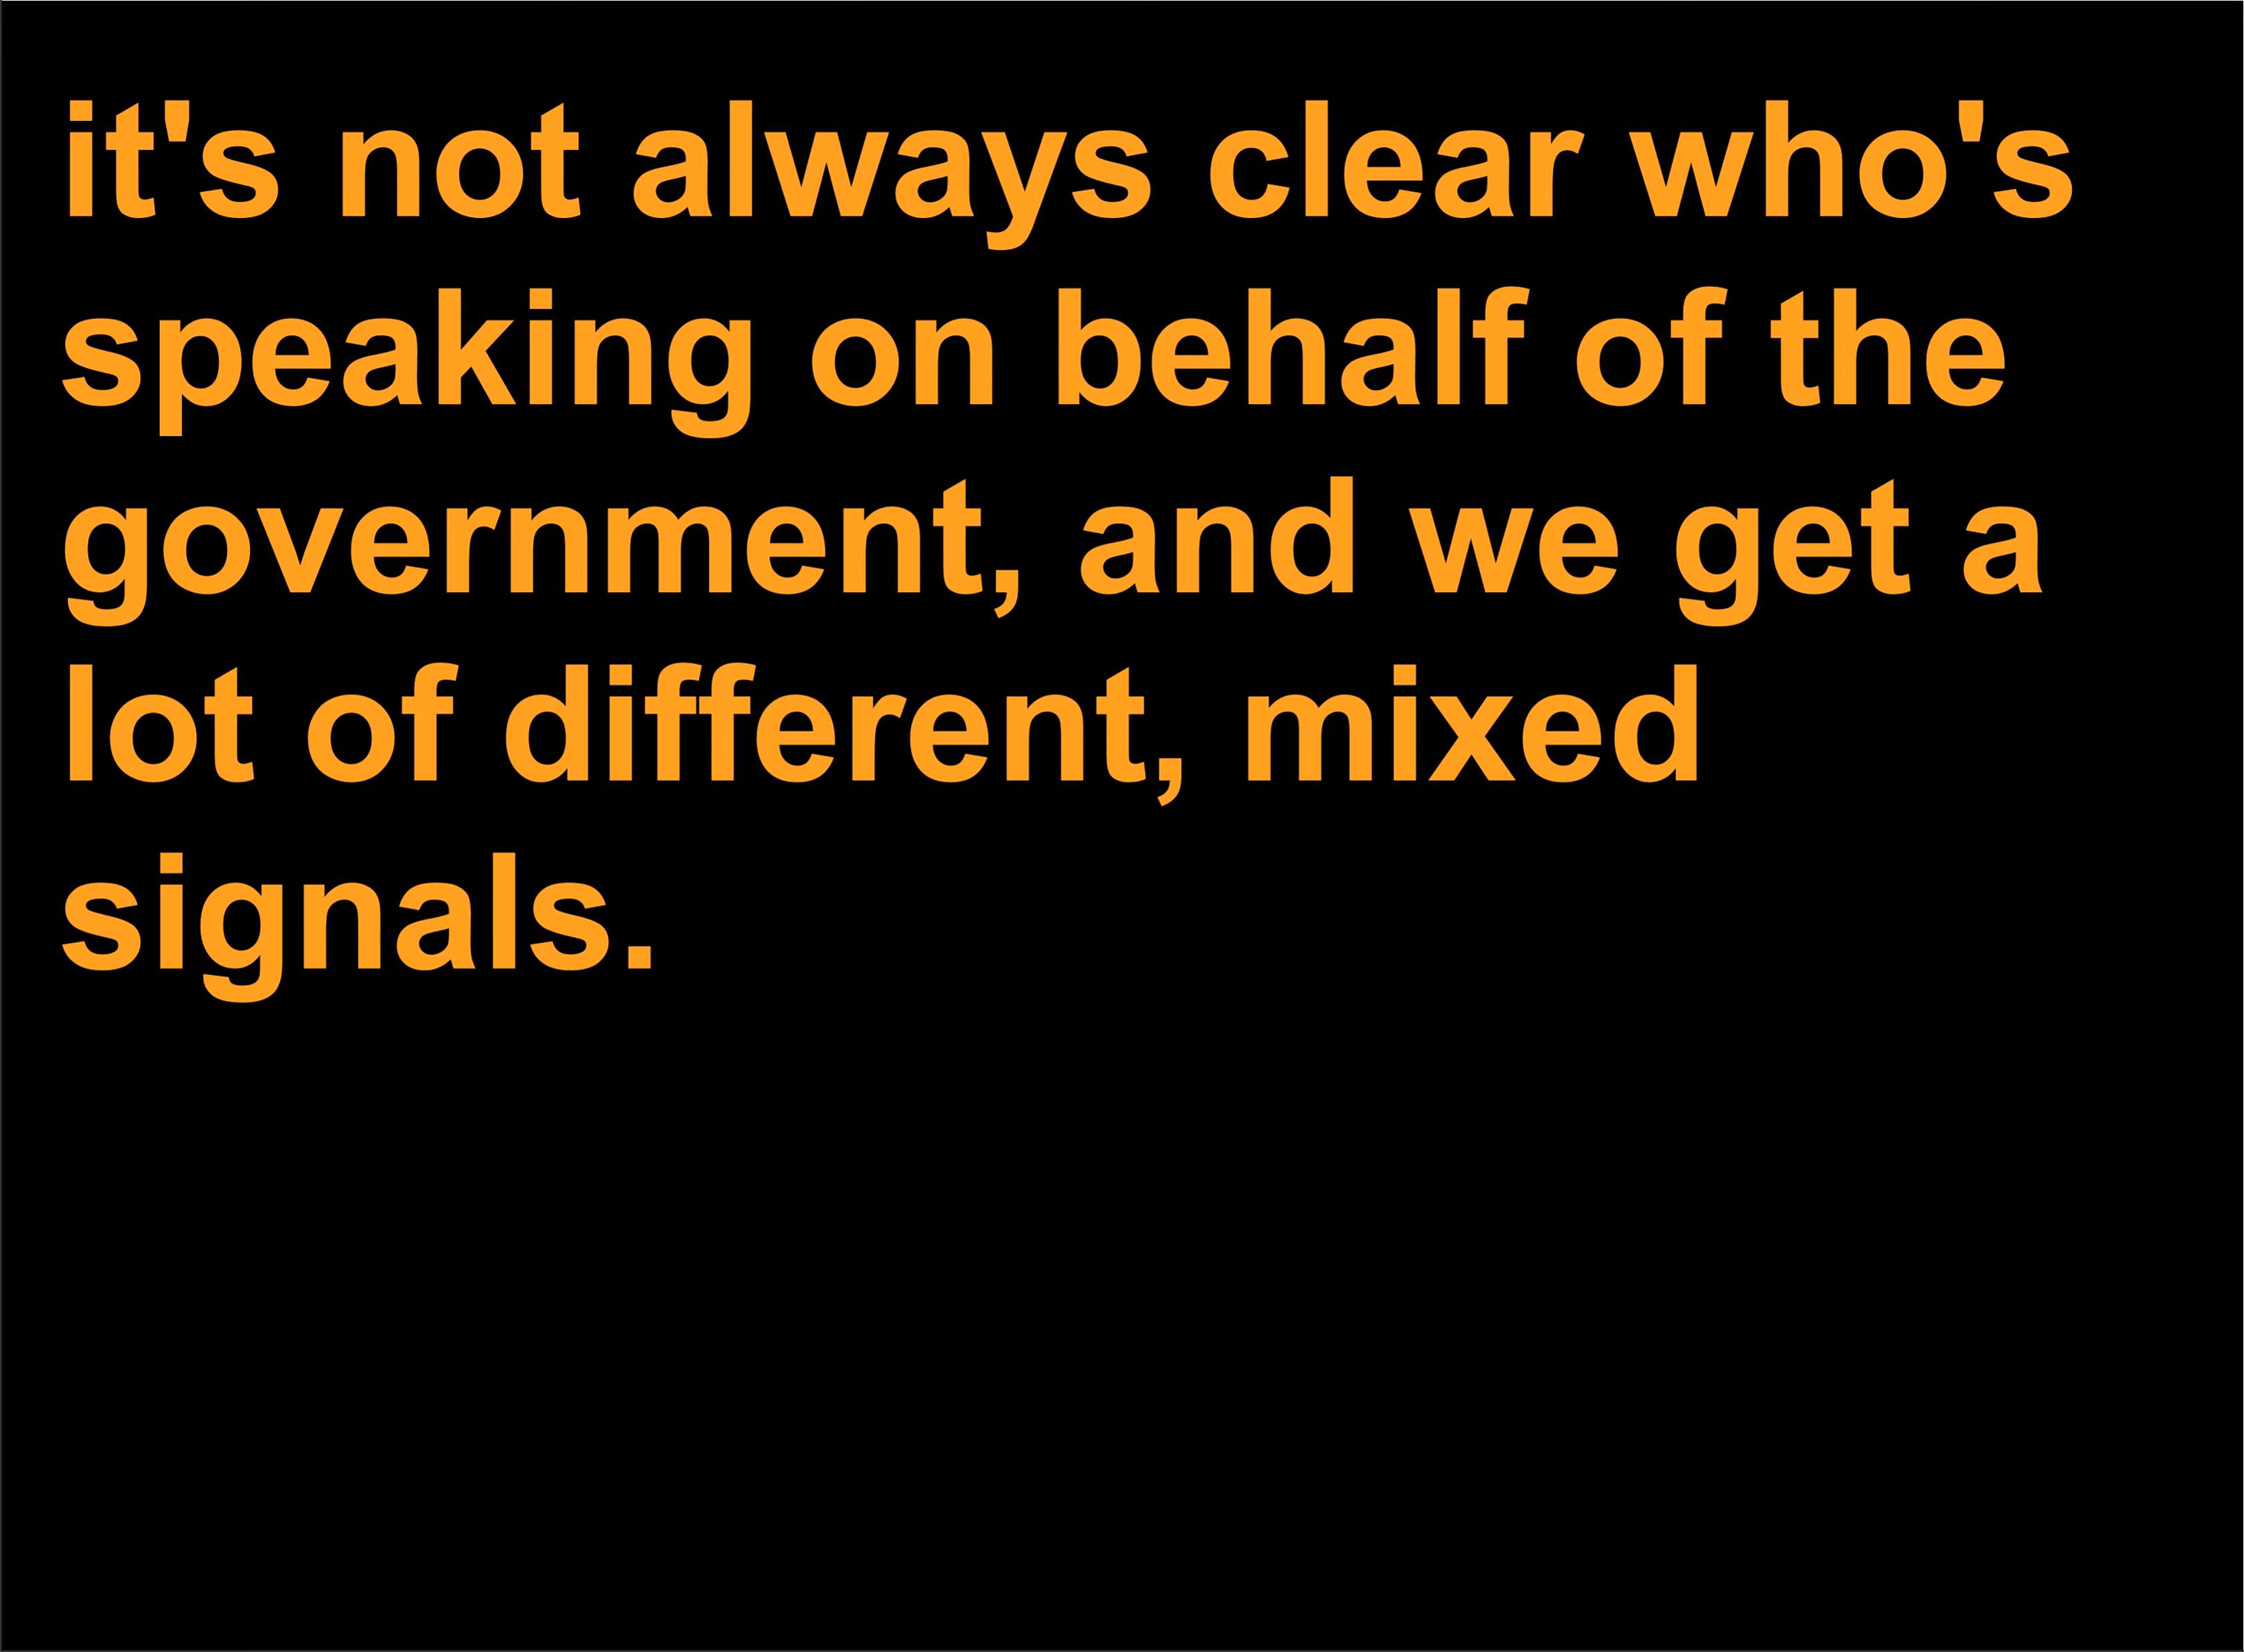 it's not always clear who's
speaking on behalf of the
government, and we get a
lot of different, mixed
signals.